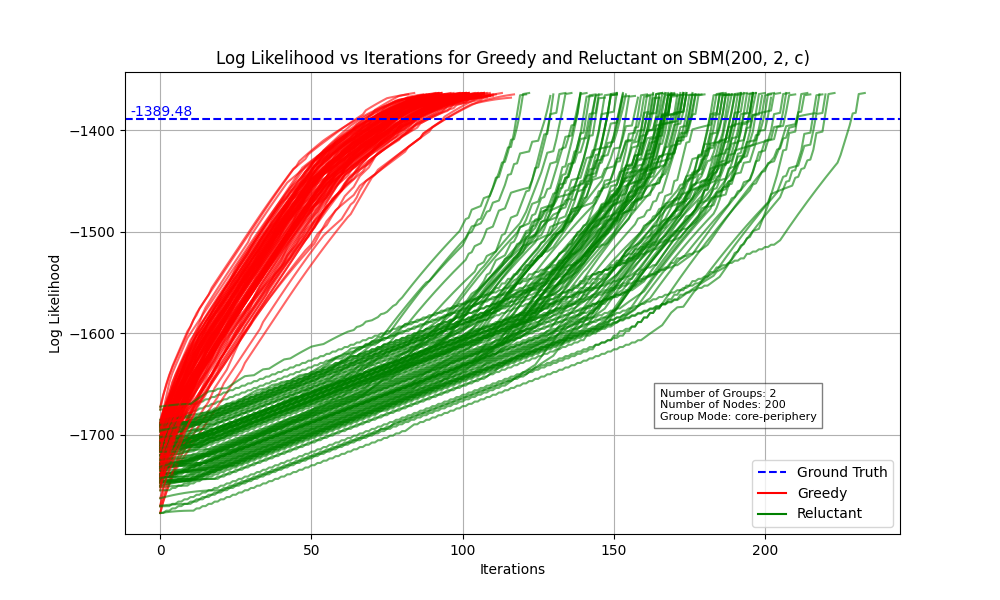 Log Likelihood vs Iterations for Greedy and Reluctant on SBM(200, 2, c)
-1389.48
−1400
−1500
−1600
−1700
Log Likelihood
Number of Groups: 2
Number of Nodes: 200
Group Mode: core-periphery
Ground Truth
Greedy
Reluctant
0
50
100
150
200
Iterations